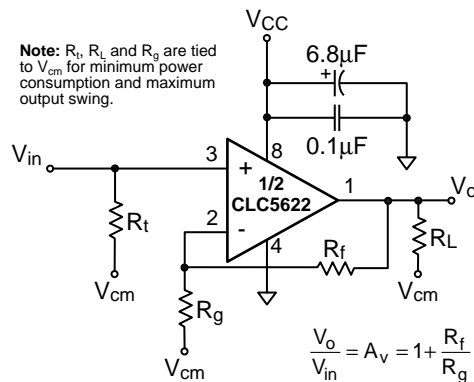 Note: Rt, RL and Rg are tied
to Vcm for minimum power
consumption and maximum
output swing.
VCC
6.8µF
+
0.1µF
Vin
3
8
+
1/2
CLC5622
1
Vo
2
-
4
Rt
Rf
RL
Vcm
Rg
Vcm
Vcm
Vo/Vin = Av = 1 + Rf/Rg